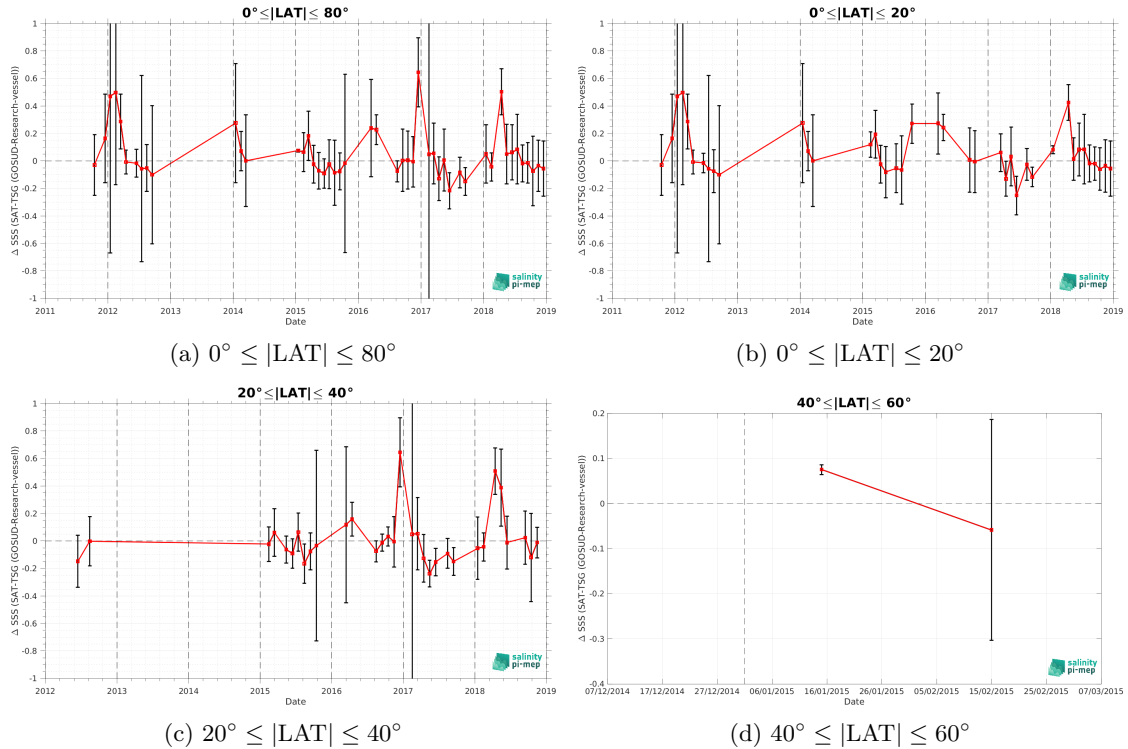 0°≤|LAT|≤ 80°
Δ SSS (SAT-TSG (GOSUD-Research-vessel))
1
0.8
0.6
0.4
0.2
0
-0.2
-0.4
-0.6
-0.8
-1
2011 2012 2013 2014 2015 2016 2017 2018 2019
Date
salinity
pi-mep
(a) 0° ≤ |LAT| ≤ 80°
0°≤|LAT|≤ 20°
Δ SSS (SAT-TSG (GOSUD-Research-vessel))
1
0.8
0.6
0.4
0.2
0
-0.2
-0.4
-0.6
-0.8
-1
2011 2012 2013 2014 2015 2016 2017 2018 2019
Date
salinity
pi-mep
(b) 0° ≤ |LAT| ≤ 20°
20°≤|LAT|≤ 40°
Δ SSS (SAT-TSG (GOSUD-Research-vessel))
1
0.8
0.6
0.4
0.2
0
-0.2
-0.4
-0.6
-0.8
-1
2012 2013 2014 2015 2016 2017 2018 2019
Date
salinity
pi-mep
(c) 20° ≤ |LAT| ≤ 40°
40°≤|LAT|≤ 60°
Δ SSS (SAT-TSG (GOSUD-Research-vessel))
0.2
0.1
0
-0.1
-0.2
-0.3
-0.4
07/12/2014 17/12/2014 27/12/2014 06/01/2015 16/01/2015 26/01/2015 05/02/2015 15/02/2015 25/02/2015 07/03/2015
Date
salinity
pi-mep
(d) 40° ≤ |LAT| ≤ 60°